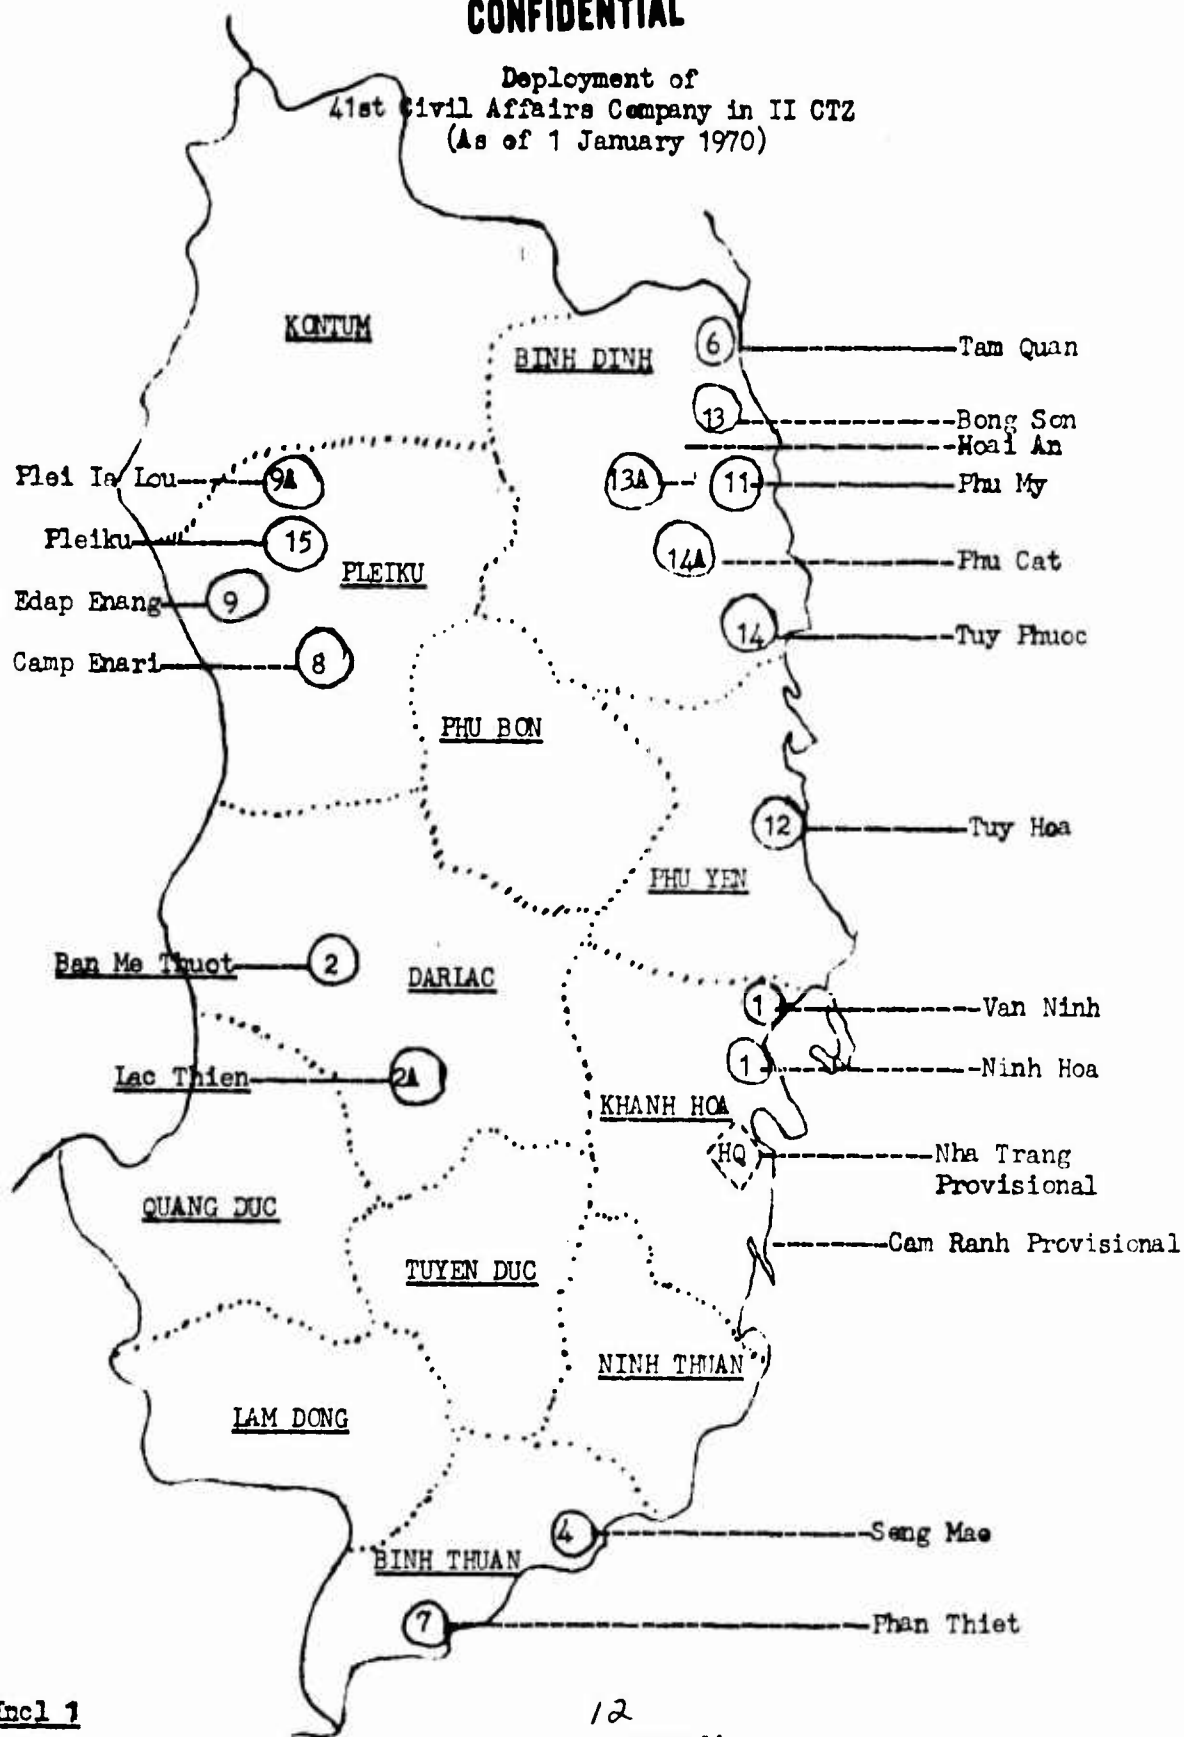 CONFIDENTIAL
Deployment of
41st Civil Affairs Company in II CTZ
(As of 1 January 1970)
KONTUM
BINH DINH
6
Tam Quan
13
Bong Son
Hoai An
Plei Ia Lou
9A
13A
11
Phu My
Pleiku
15
14A
Phu Cat
PLEIKU
Edap Enang
9
14
Tuy Phuoc
Camp Enari
8
PHU BON
12
Tuy Hoa
PHU YEN
Ban Me Thuot
2
DARLAC
1
Van Ninh
1
Ninh Hoa
Lac Thien
2A
KHANH HOA
HQ
Nha Trang
Provisional
QUANG DUC
Cam Ranh Provisional
TUYEN DUC
NINH THUAN
LAM DONG
4
Song Mao
BINH THUAN
7
Phan Thiet
Incl 1
12